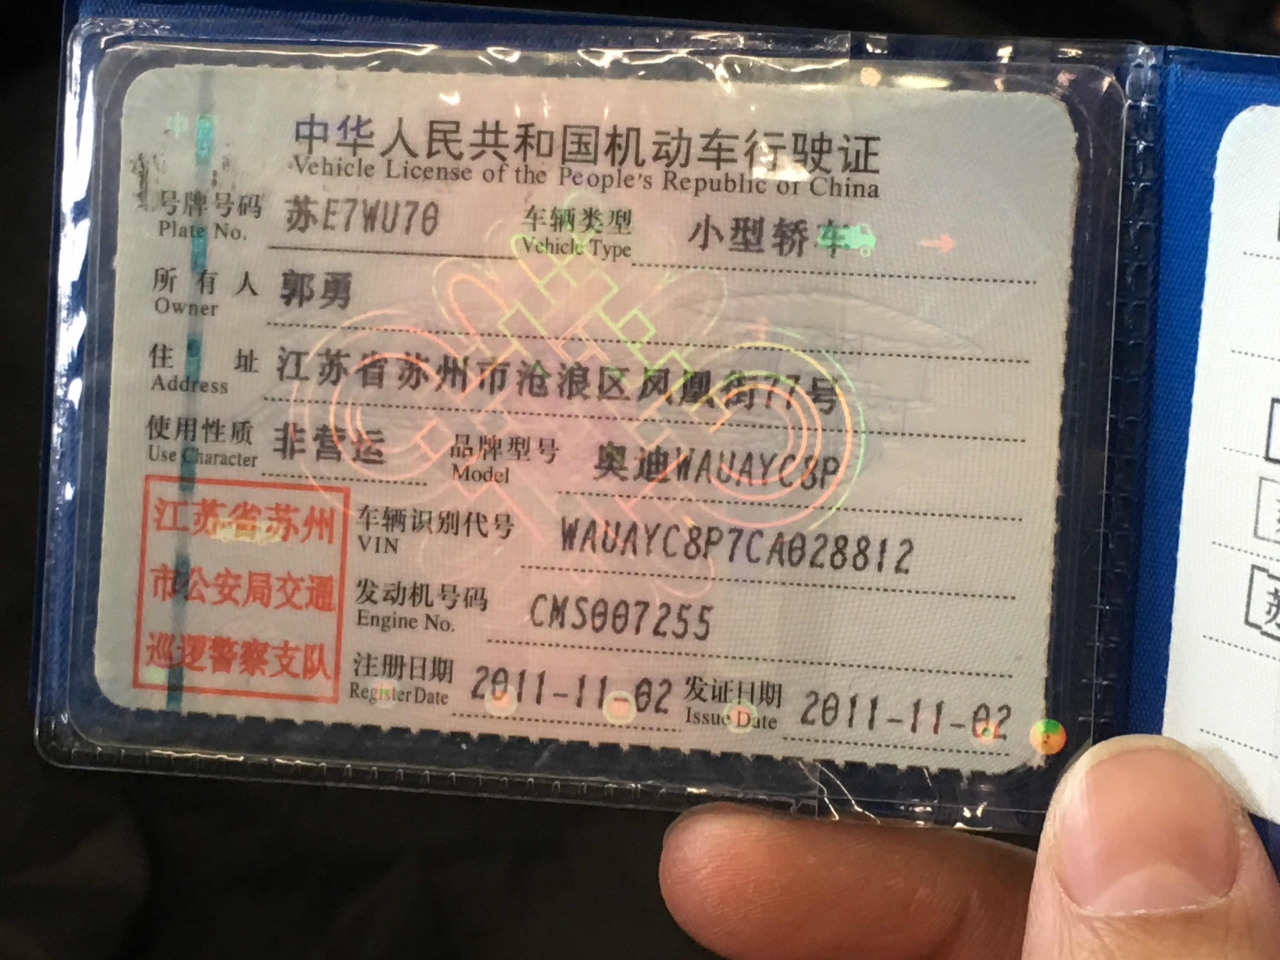 中华人民共和国机动车行驶证
Vehicle License of the People's Republic of China
号牌号码 苏E7WU70 车辆类型 小型轿车
Plate No. Vehicle Type
所有人 郭勇
Owner
住址 江苏省苏州市沧浪区凤凰街77号
Address
使用性质 非营运 品牌型号 奥迪WAUAYC8P
Use Character Model
江苏省苏州
市公安局交通
巡逻警察支队
车辆识别代号 WAUAYC8P7CA028812
VIN
发动机号码 CMS007255
Engine No.
注册日期 2011-11-02 发证日期 2011-11-02
Register Date Issue Date
苏